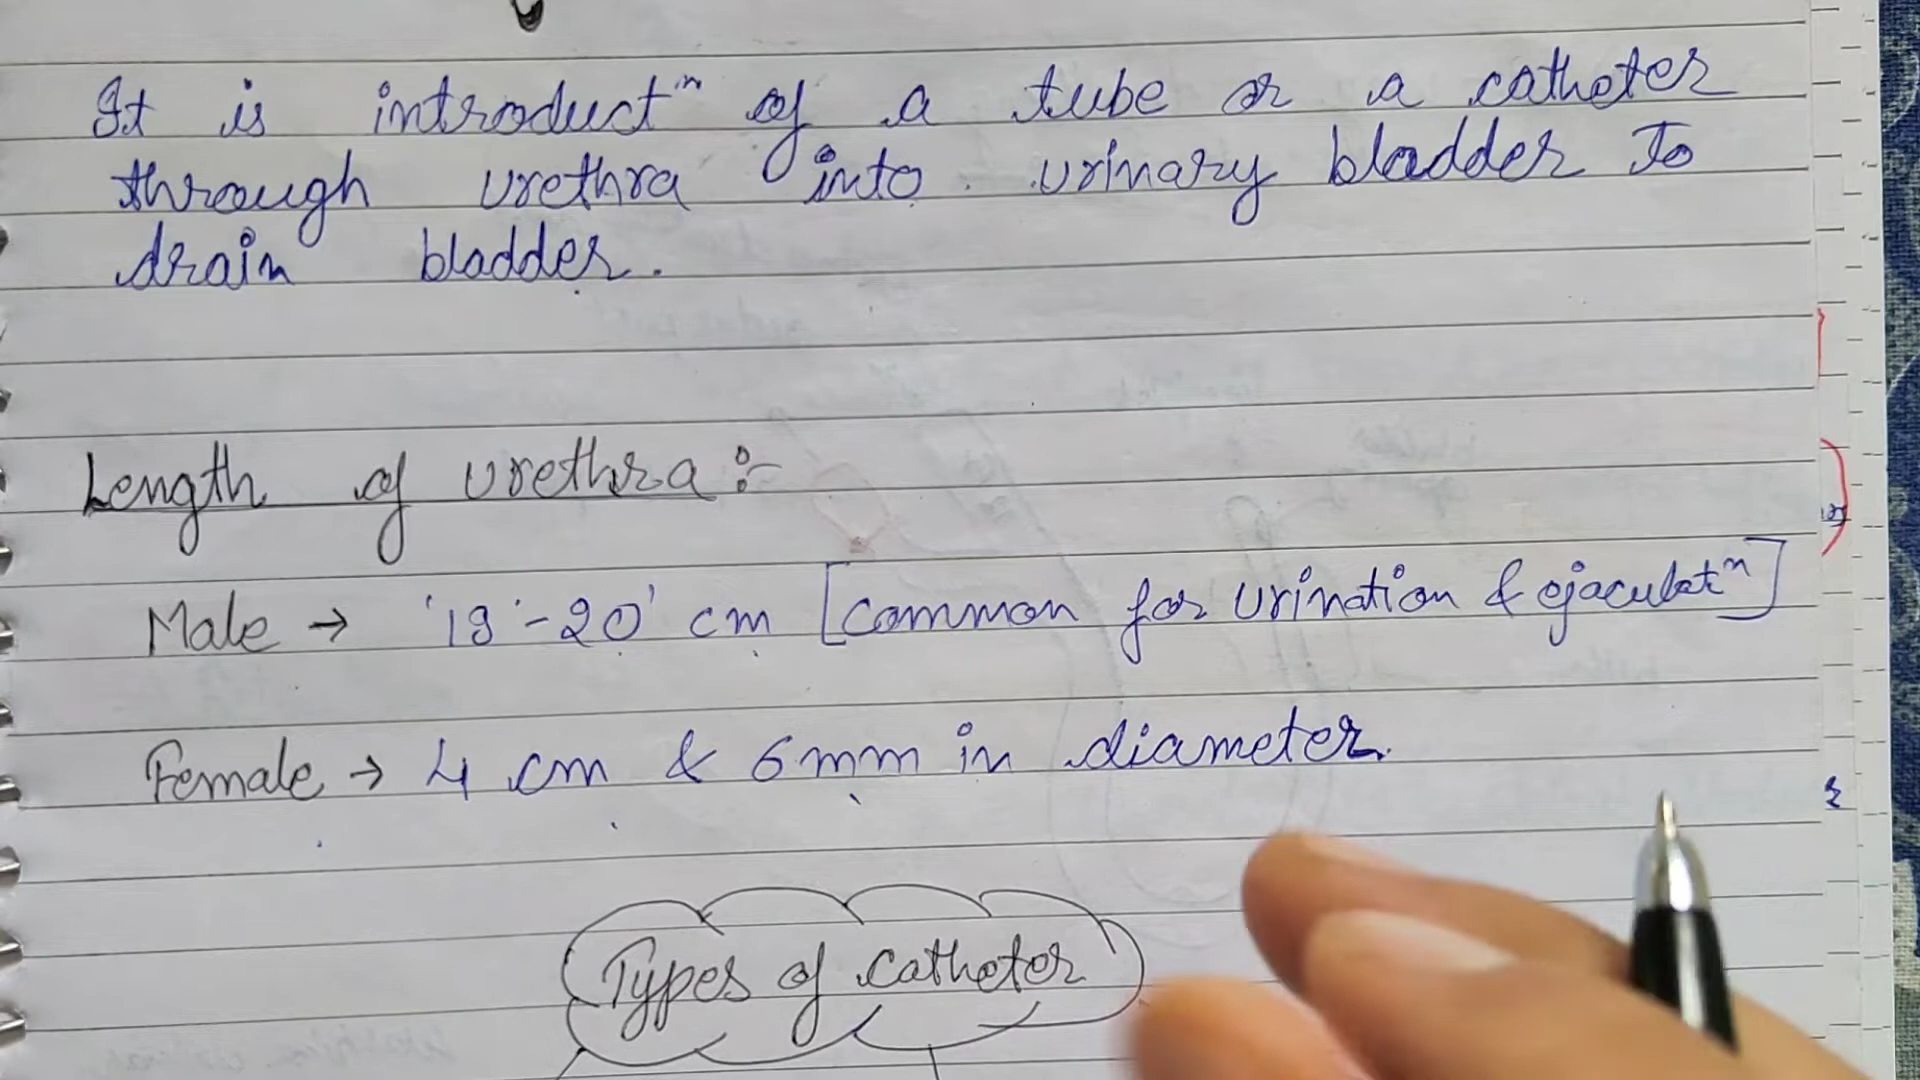 It is introductⁿ of a tube or a catheter
through urethra into urinary bladder To
drain bladder.
Length of urethra :-
Male → '19'-20' cm [common for urination & ejaculatⁿ]
Female → 4 cm & 6mm in diameter.
Types of catheter